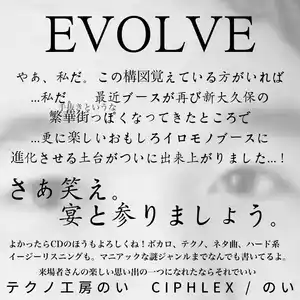 EVOLVE
やぁ、私だ。この構図覚えている方がいれば
...私だ。　最近ブースが再び新大久保の
手抜きというな
繁華街っぽくなってきたところで
...更に楽しいおもしろイロモノブースに
進化させる土台がついに出来上がりました...！
さぁ笑え。
宴と参りましょう。
よかったらCDのほうもよろしくね！ボカロ、テクノ、ネタ曲、ハード系
イージーリスニングも。マニアックな謎ジャンルまでなんでも書いてるよ。
来場者さんの楽しい思い出の一つになれたならそれでいい
テクノ工房のい　CIPHLEX / のい